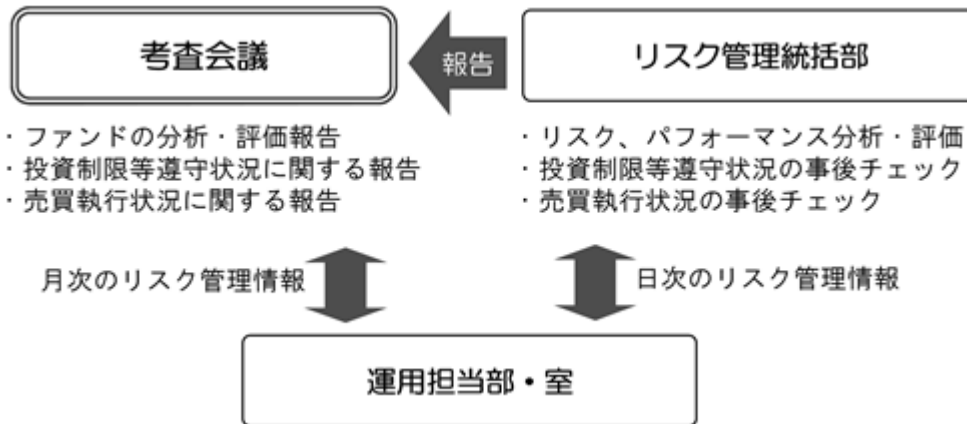 考査会議
報告
リスク管理統括部
・ファンドの分析・評価報告
・投資制限等遵守状況に関する報告
・売買執行状況に関する報告
・リスク、パフォーマンス分析・評価
・投資制限等遵守状況の事後チェック
・売買執行状況の事後チェック
月次のリスク管理情報
日次のリスク管理情報
運用担当部・室